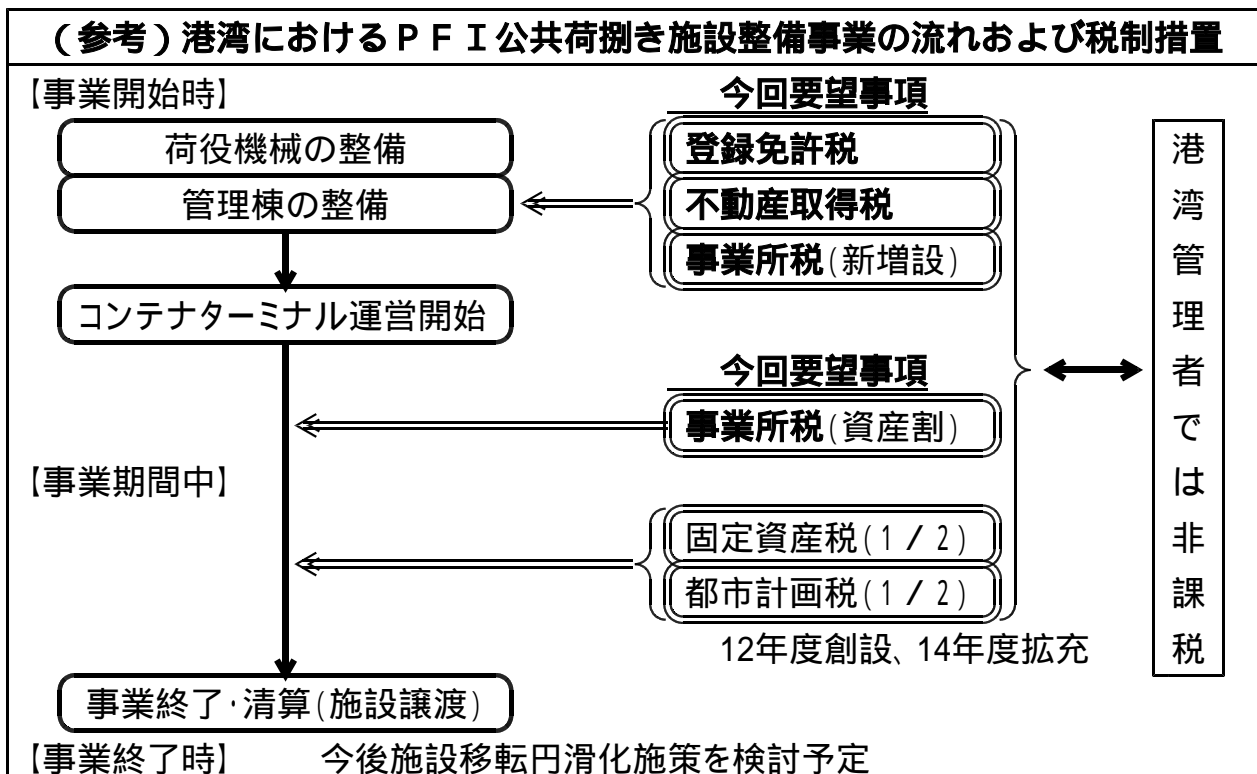 （参考）港湾におけるＰＦＩ公共荷捌き施設整備事業の流れおよび税制措置
【事業開始時】
今回要望事項
荷役機械の整備
登録免許税
管理棟の整備
不動産取得税
事業所税(新増設)
コンテナターミナル運営開始
今回要望事項
事業所税(資産割)
【事業期間中】
固定資産税(1／2)
都市計画税(1／2)
12年度創設、14年度拡充
事業終了・清算(施設譲渡)
【事業終了時】 今後施設移転円滑化施策を検討予定
港湾管理者では非課税